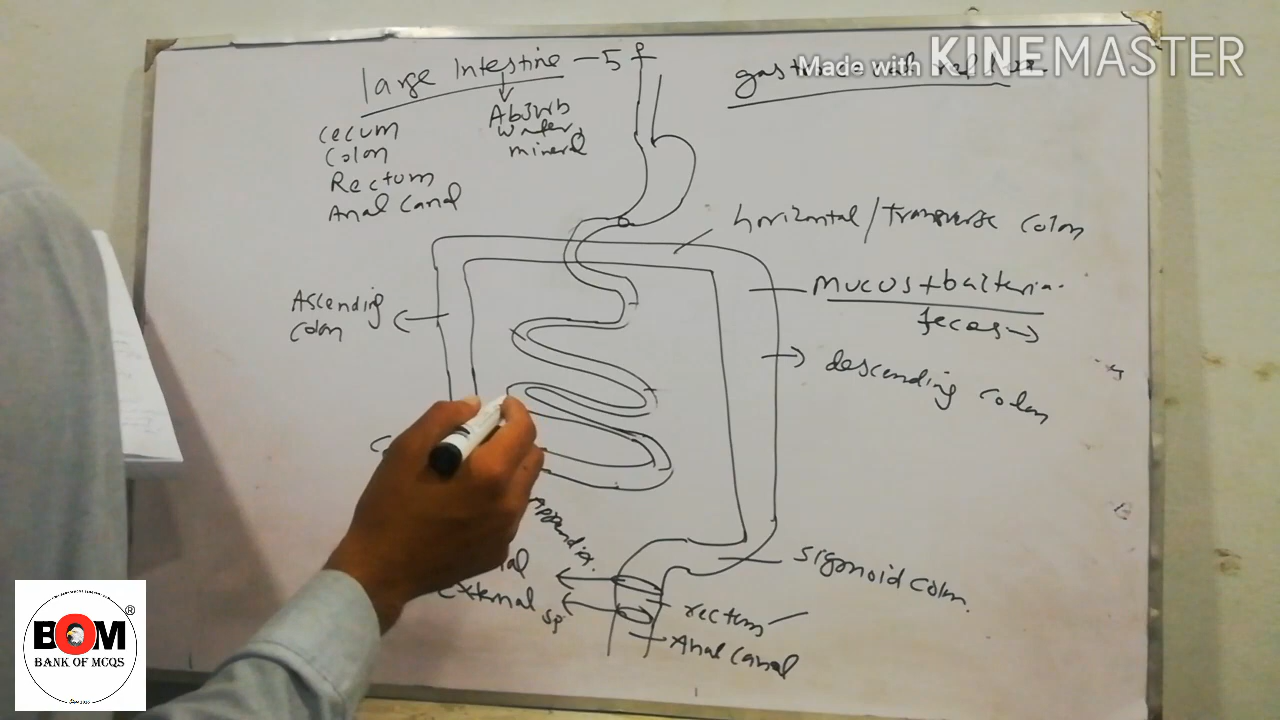 Made with KINEMASTER
large Intestine – 5 ft
Absorb
water,
mineral
cecum
colon
Rectum
Anal Canal
horizontal / transverse colon
mucus + bacteria.
feces →
Ascending
colon
descending colon
Appendix.
sigmoid colon.
External sp
rectum
Anal canal
BOM
®
BANK OF MCQS